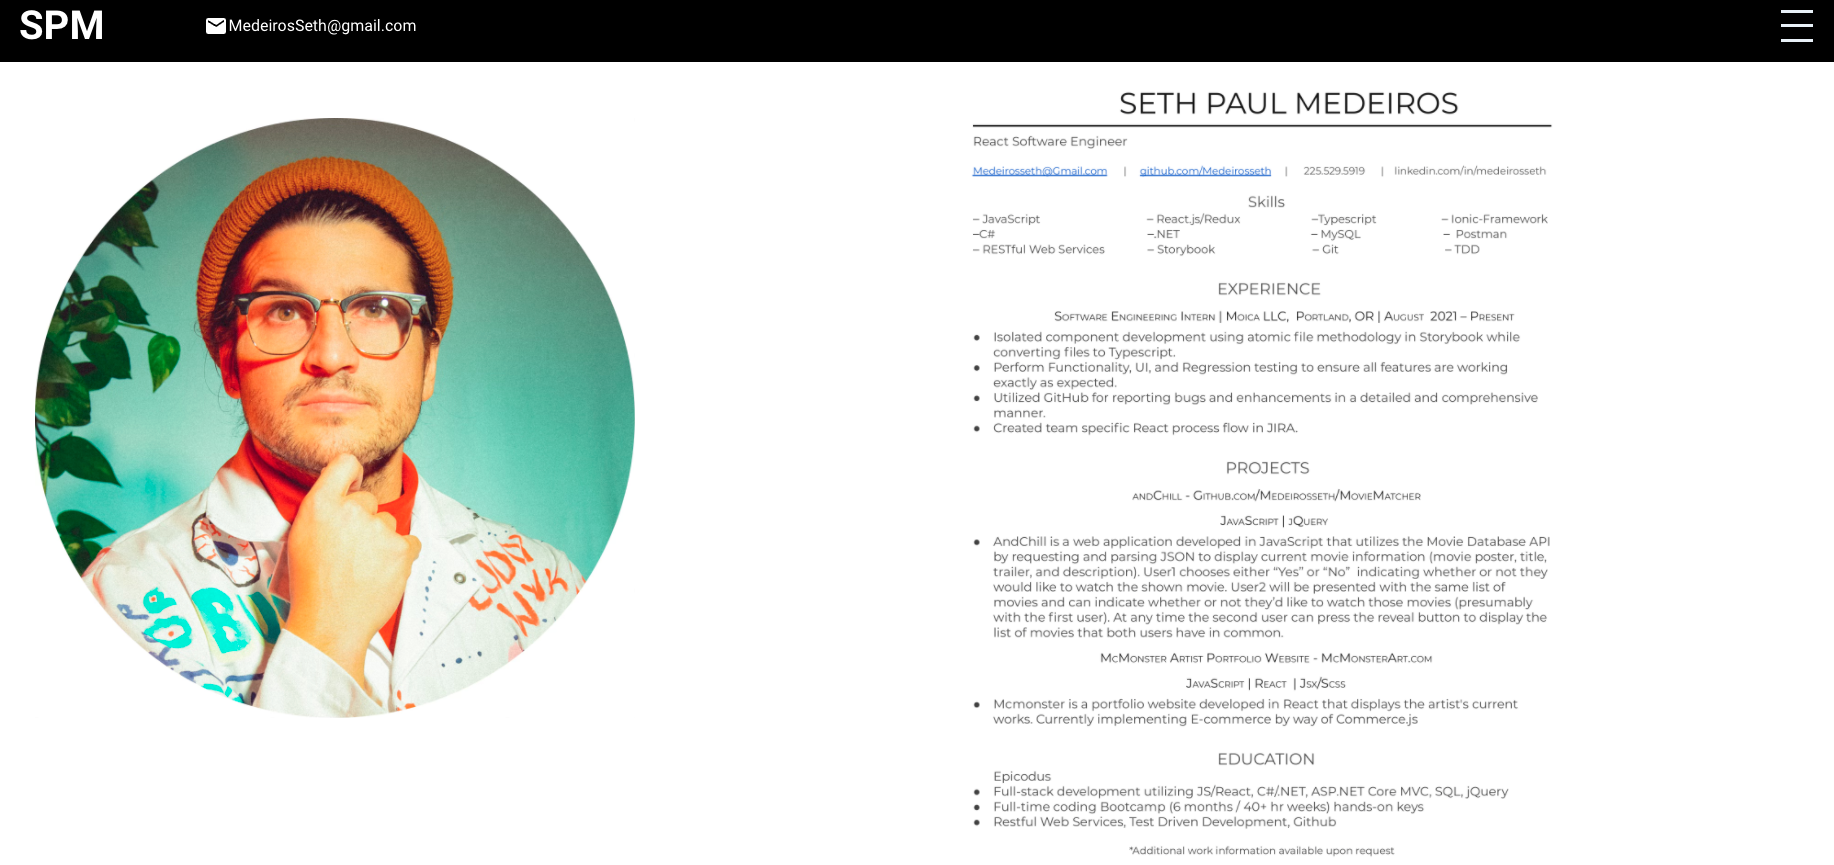 SPM
MedeirosSeth@gmail.com
SETH PAUL MEDEIROS
React Software Engineer
Medeirosseth@Gmail.com | github.com/Medeirosseth | 225.529.5919 | linkedin.com/in/medeirosseth
Skills
– JavaScript – React.js/Redux –Typescript – Ionic-Framework
–C# –.NET – MySQL – Postman
– RESTful Web Services – Storybook – Git – TDD
EXPERIENCE
Software Engineering Intern | Moica LLC, Portland, OR | August 2021 – Present
● Isolated component development using atomic file methodology in Storybook while
converting files to Typescript.
● Perform Functionality, UI, and Regression testing to ensure all features are working
exactly as expected.
● Utilized GitHub for reporting bugs and enhancements in a detailed and comprehensive
manner.
● Created team specific React process flow in JIRA.
PROJECTS
andChill - Github.com/Medeirosseth/MovieMatcher
JavaScript | jQuery
● AndChill is a web application developed in JavaScript that utilizes the Movie Database API
by requesting and parsing JSON to display current movie information (movie poster, title,
trailer, and description). User1 chooses either “Yes” or “No” indicating whether or not they
would like to watch the shown movie. User2 will be presented with the same list of
movies and can indicate whether or not they’d like to watch those movies (presumably
with the first user). At any time the second user can press the reveal button to display the
list of movies that both users have in common.
McMonster Artist Portfolio Website - McMonsterArt.com
JavaScript | React | Jsx/Scss
● Mcmonster is a portfolio website developed in React that displays the artist's current
works. Currently implementing E-commerce by way of Commerce.js
EDUCATION
Epicodus
● Full-stack development utilizing JS/React, C#/.NET, ASP.NET Core MVC, SQL, jQuery
● Full-time coding Bootcamp (6 months / 40+ hr weeks) hands-on keys
● Restful Web Services, Test Driven Development, Github
*Additional work information available upon request